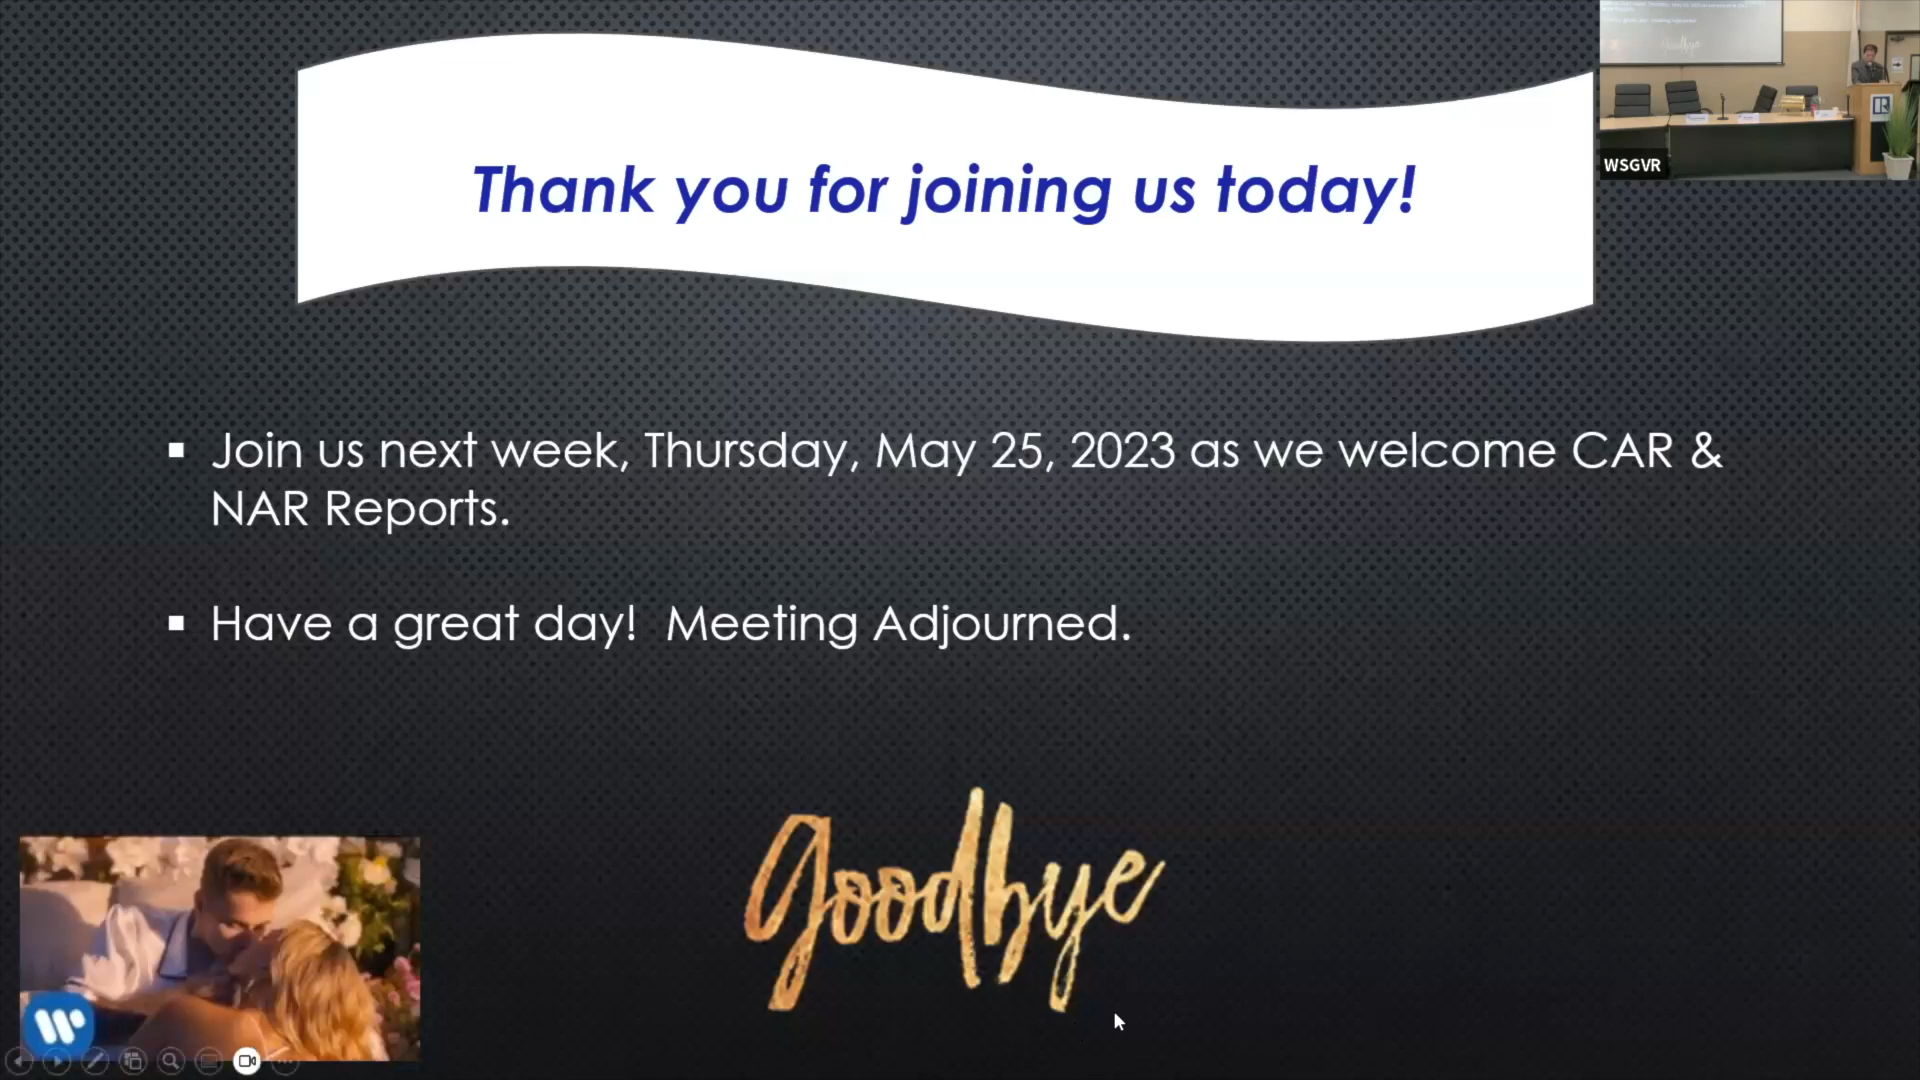 Thank you for joining us today!
WSGVR
▪ Join us next week, Thursday, May 25, 2023 as we welcome CAR &
NAR Reports.
▪ Have a great day!  Meeting Adjourned.
goodbye